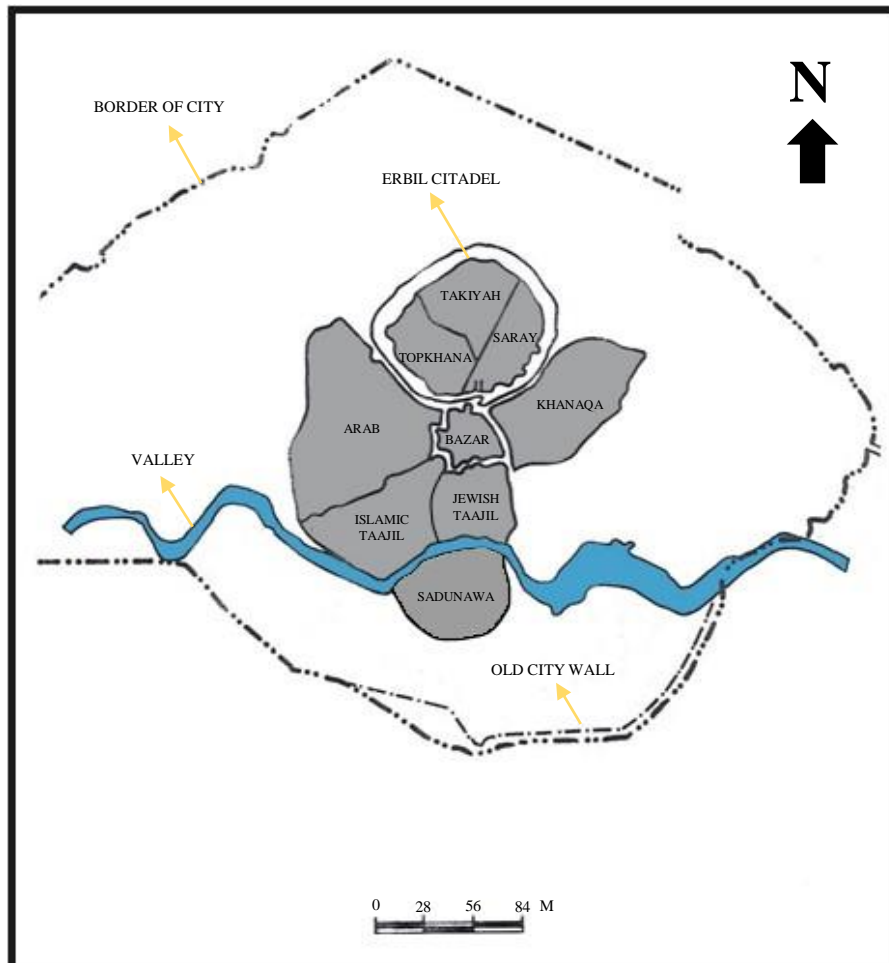 N
BORDER OF CITY
ERBIL CITADEL
TAKIYAH
SARAY
TOPKHANA
KHANAQA
ARAB
BAZAR
VALLEY
JEWISH
TAAJIL
ISLAMIC
TAAJIL
SADUNAWA
OLD CITY WALL
0 28 56 84 M